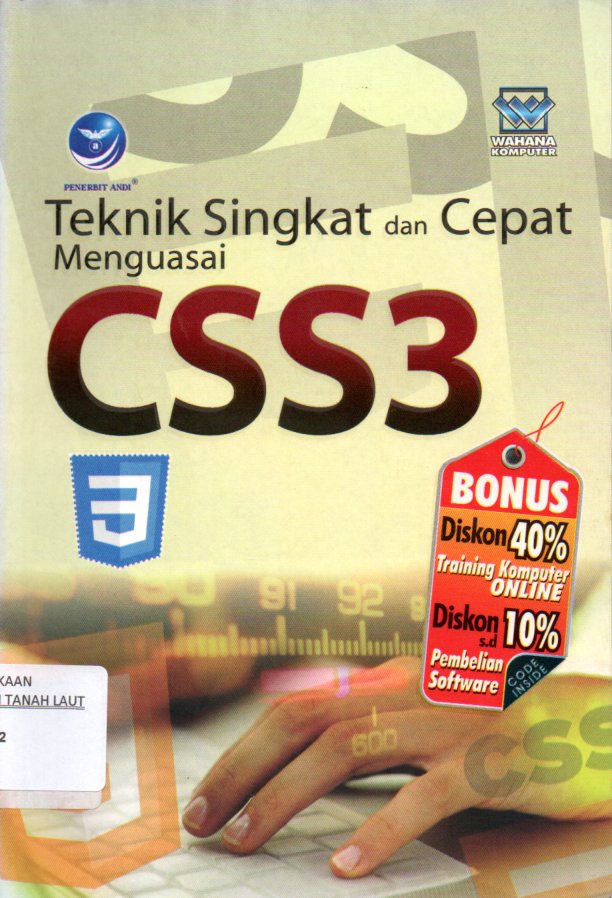 WAHANA
KOMPUTER
a
PENERBIT ANDI®
Teknik Singkat dan Cepat
Menguasai
CSS3
3
BONUS
Diskon 40%
Training Komputer
ONLINE
Diskon
s.d 10%
Pembelian
Software
CODE
INSIDE
90 91 92
600
CSS
KAAN
TANAH LAUT
2